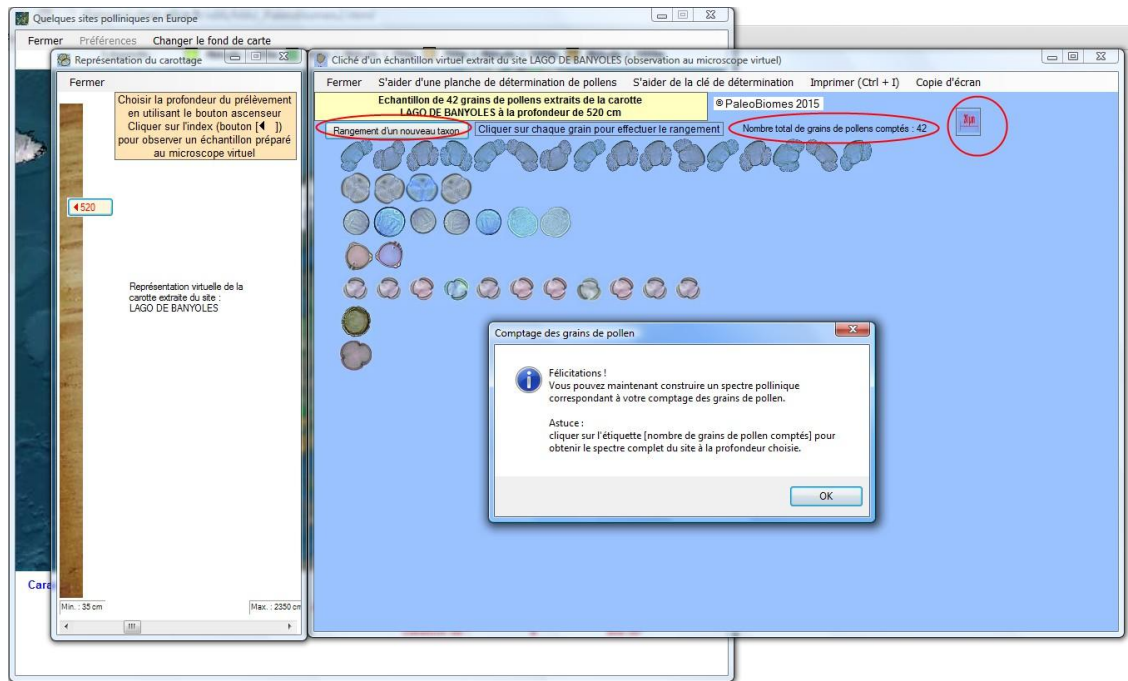 Quelques sites polliniques en Europe
Fermer Préférences Changer le fond de carte
Représentation du carottage
Fermer
Choisir la profondeur du prélèvement
en utilisant le bouton ascenseur
Cliquer sur l'index (bouton [◄ ])
pour observer un échantillon préparé
au microscope virtuel
◄520
Représentation virtuelle de la
carotte extraite du site :
LAGO DE BANYOLES
Min. : 35 cm
Max. : 2350 cm
Cara
Cliché d'un échantillon virtuel extrait du site LAGO DE BANYOLES (observation au microscope virtuel)
Fermer S'aider d'une planche de détermination de pollens S'aider de la clé de détermination Imprimer (Ctrl + I) Copie d'écran
Echantillon de 42 grains de pollens extraits de la carotte
LAGO DE BANYOLES à la profondeur de 520 cm
©PaleoBiomes 2015
Rangement d'un nouveau taxon
Cliquer sur chaque grain pour effectuer le rangement
Nombre total de grains de pollens comptés : 42
Comptage des grains de pollen
Félicitations !
Vous pouvez maintenant construire un spectre pollinique
correspondant à votre comptage des grains de pollen.
Astuce :
cliquer sur l'étiquette [nombre de grains de pollen comptés] pour
obtenir le spectre complet du site à la profondeur choisie.
OK